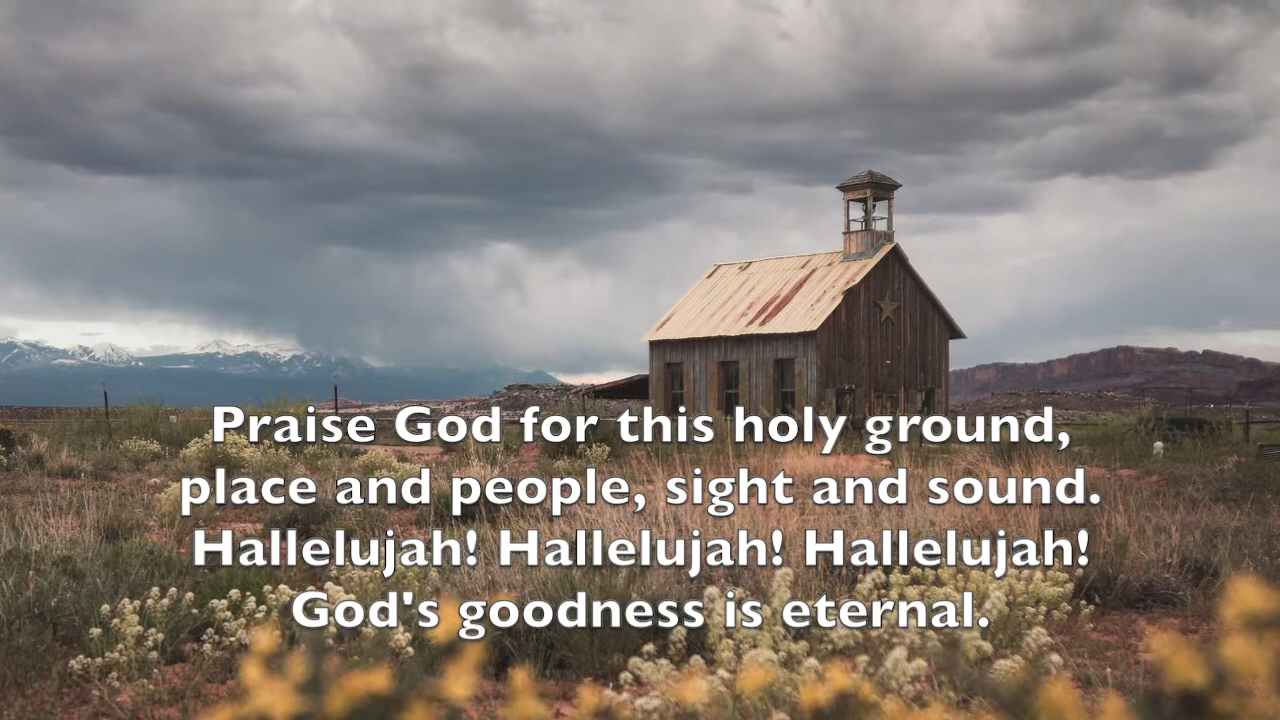 Praise God for this holy ground,
place and people, sight and sound.
Hallelujah! Hallelujah! Hallelujah!
God's goodness is eternal.